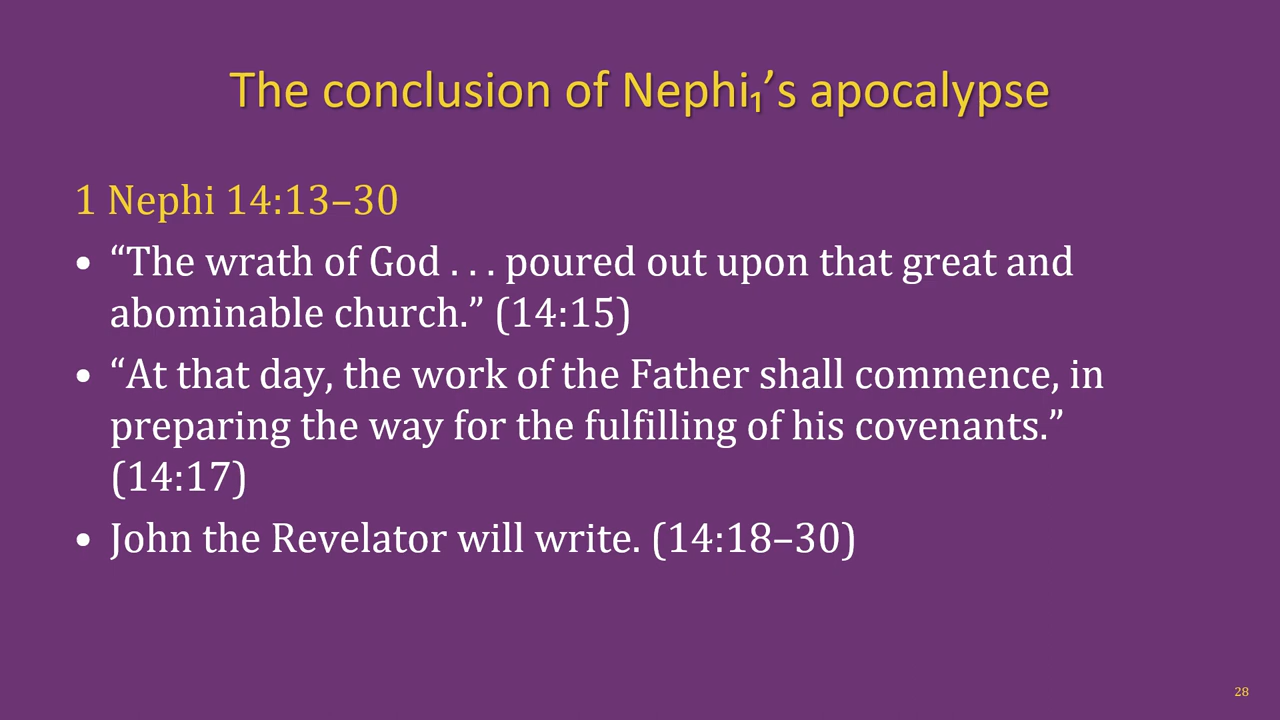 The conclusion of Nephi₁’s apocalypse
1 Nephi 14:13–30
• “The wrath of God . . . poured out upon that great and
abominable church.” (14:15)
• “At that day, the work of the Father shall commence, in
preparing the way for the fulfilling of his covenants.”
(14:17)
• John the Revelator will write. (14:18–30)
28